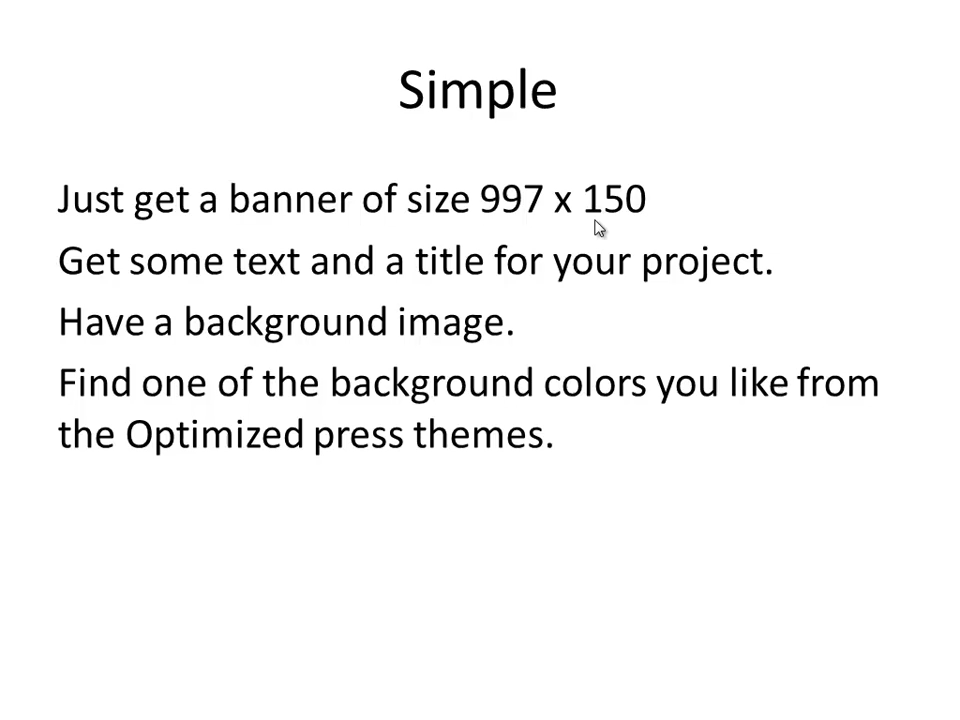 Simple
Just get a banner of size 997 x 150
Get some text and a title for your project.
Have a background image.
Find one of the background colors you like from
the Optimized press themes.